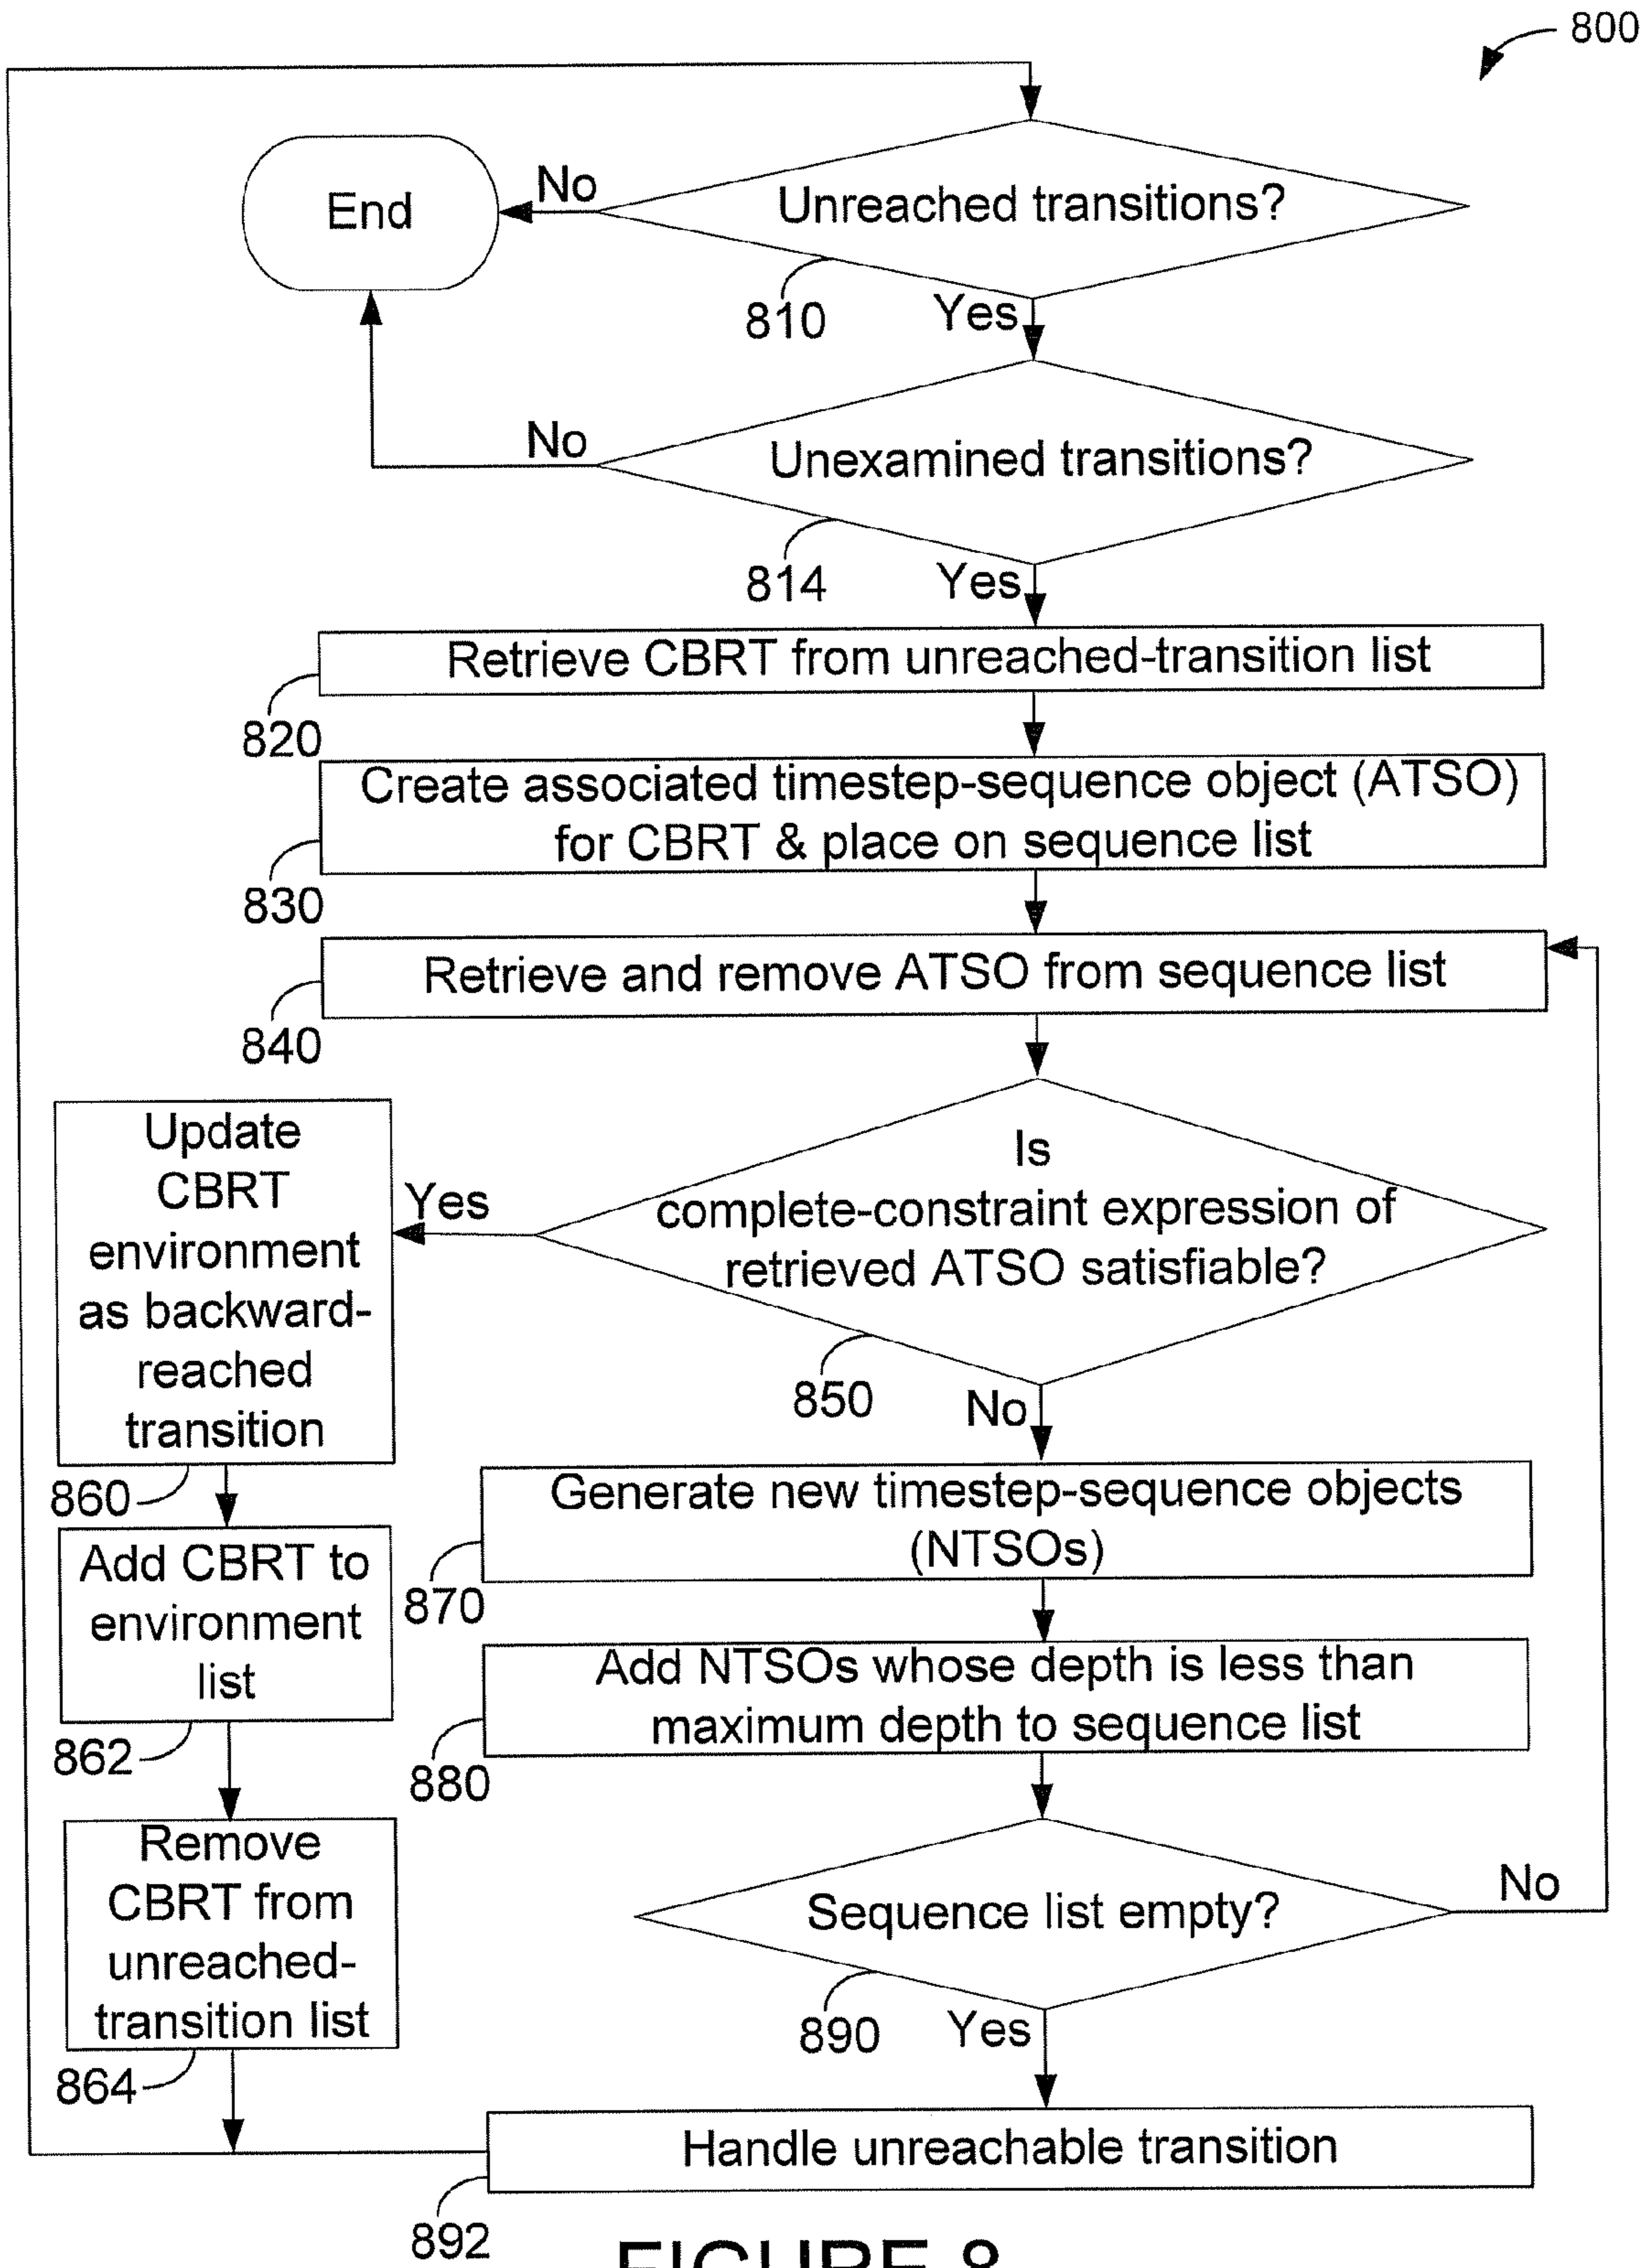 800
End
No
Unreached transitions?
810
Yes
No
Unexamined transitions?
814
Yes
Retrieve CBRT from unreached-transition list
820
Create associated timestep-sequence object (ATSO)
for CBRT & place on sequence list
830
Retrieve and remove ATSO from sequence list
840
Is
complete-constraint expression of
retrieved ATSO satisfiable?
850
Yes
No
Update
CBRT
environment
as backward-
reached
transition
860
Add CBRT to
environment
list
862
Remove
CBRT from
unreached-
transition list
864
Generate new timestep-sequence objects
(NTSOs)
870
Add NTSOs whose depth is less than
maximum depth to sequence list
880
Sequence list empty?
No
890
Yes
Handle unreachable transition
892
FIGURE 8